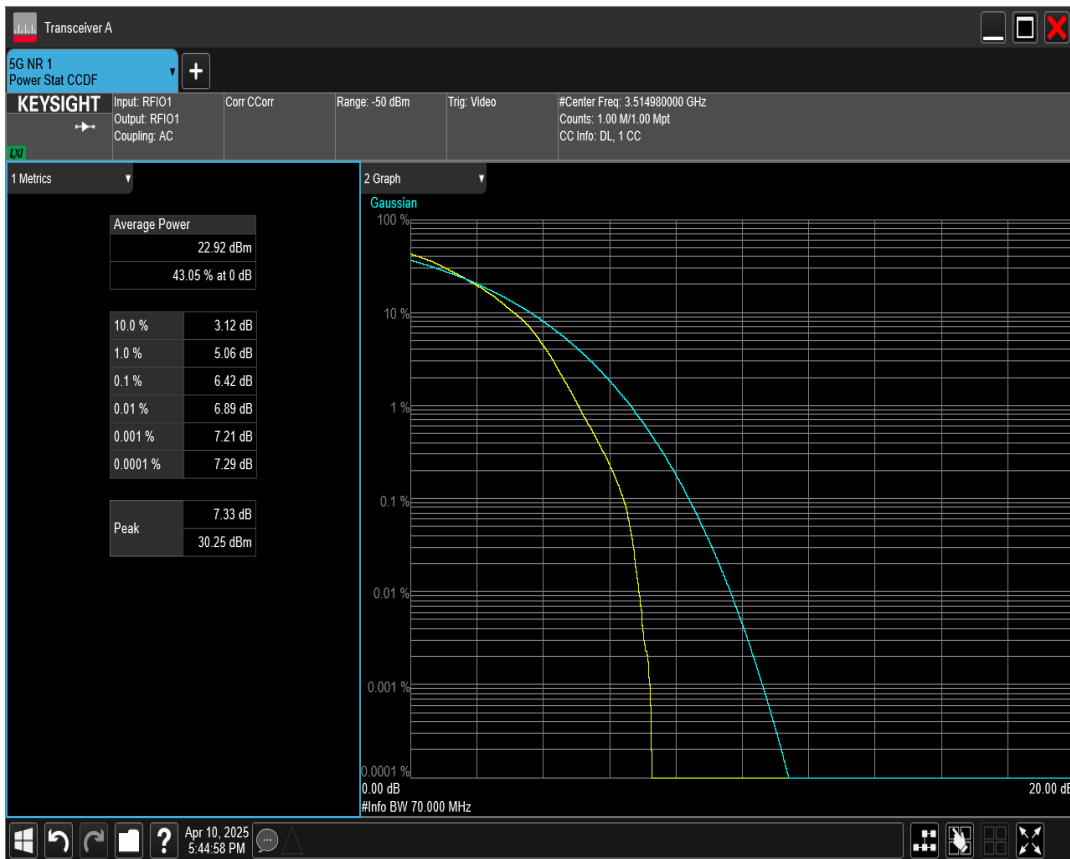 Transceiver A
5G NR 1
Power Stat CCDF
KEYSIGHT
LXI
Input: RFIO1
Output: RFIO1
Coupling: AC
Corr CCorr
Range: -50 dBm
Trig: Video
#Center Freq: 3.514980000 GHz
Counts: 1.00 M/1.00 Mpt
CC Info: DL, 1 CC
1 Metrics
Average Power
22.92 dBm
43.05 % at 0 dB
10.0 % 3.12 dB
1.0 % 5.06 dB
0.1 % 6.42 dB
0.01 % 6.89 dB
0.001 % 7.21 dB
0.0001 % 7.29 dB
Peak
7.33 dB
30.25 dBm
2 Graph
Gaussian
100 %
10 %
1 %
0.1 %
0.01 %
0.001 %
0.0001 %
0.00 dB 20.00 dB
#Info BW 70.000 MHz
?
Apr 10, 2025
5:44:58 PM